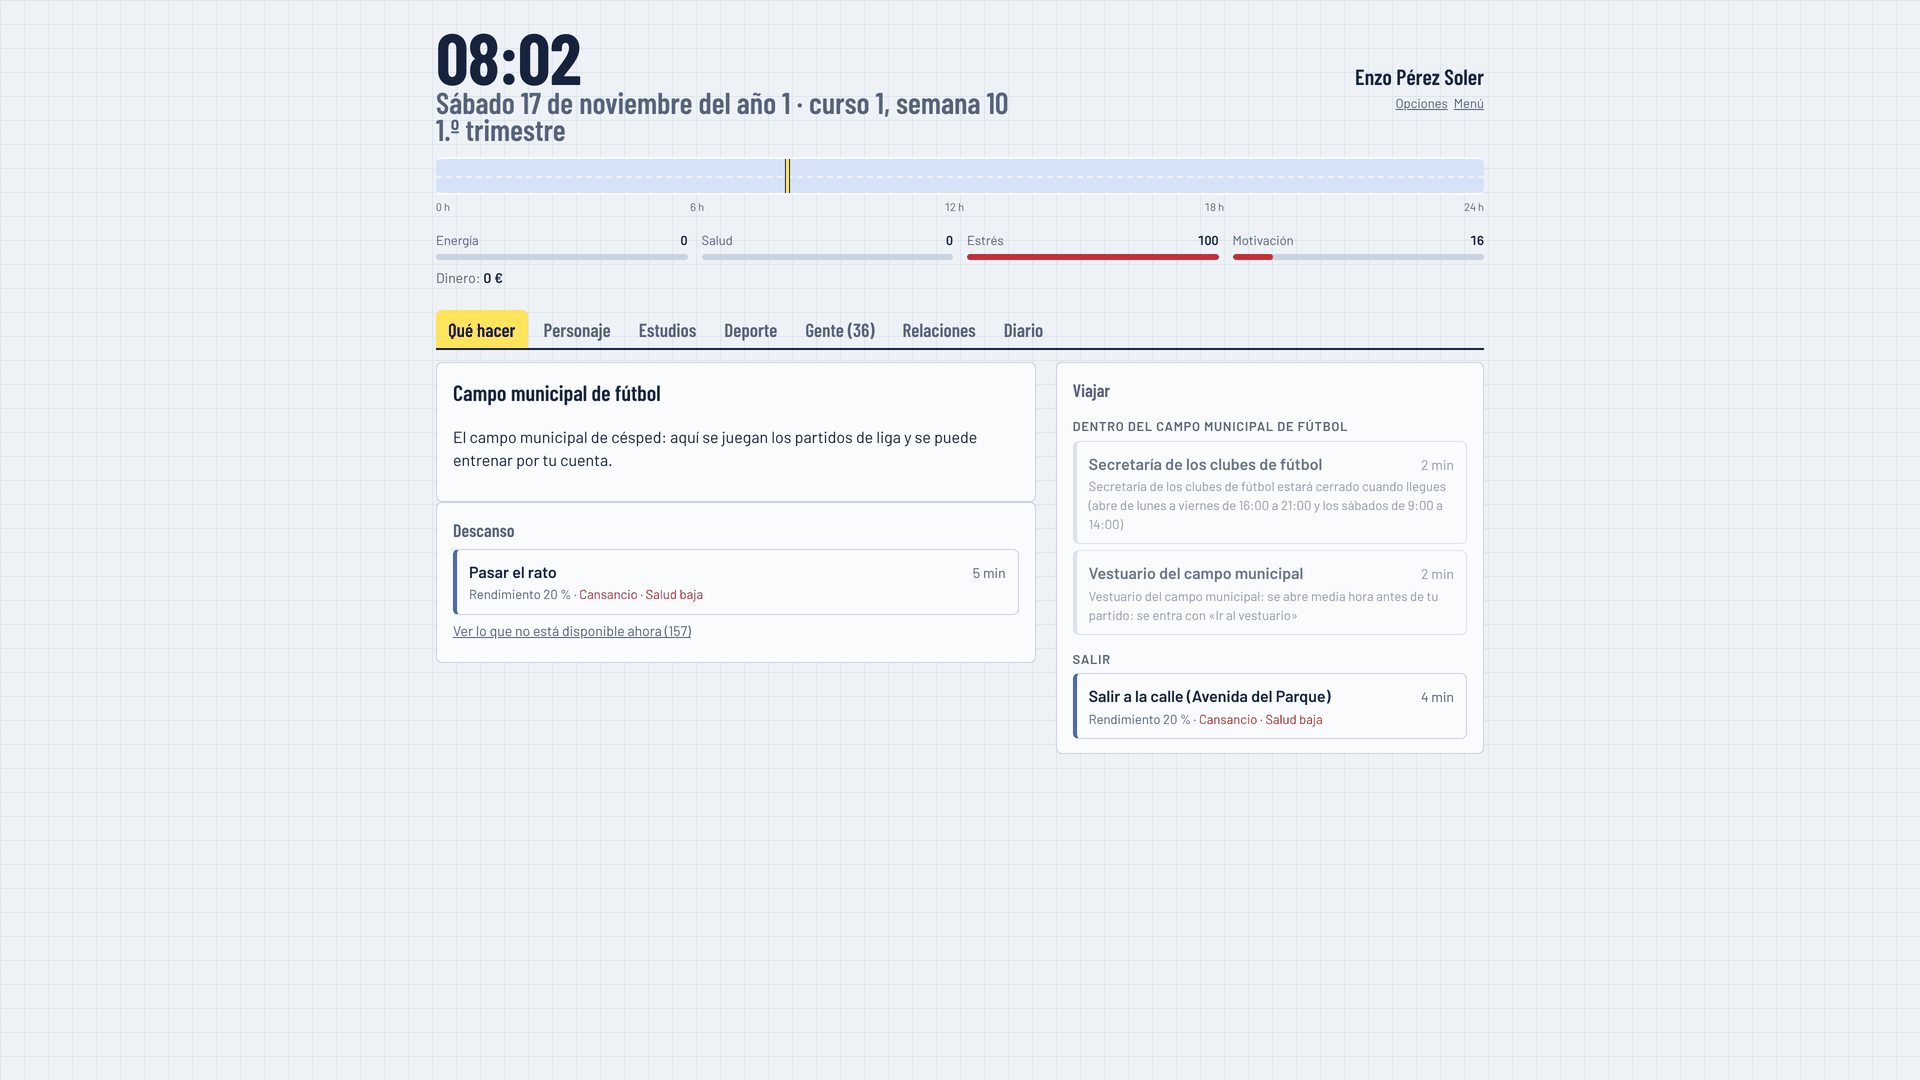 08:02
Sábado 17 de noviembre del año 1 · curso 1, semana 10
1.º trimestre
Enzo Pérez Soler
Opciones Menú
0 h 6 h 12 h 18 h 24 h
Energía 0 Salud 0 Estrés 100 Motivación 16
Dinero: 0 €
Qué hacer Personaje Estudios Deporte Gente (36) Relaciones Diario
Campo municipal de fútbol
El campo municipal de césped: aquí se juegan los partidos de liga y se puede
entrenar por tu cuenta.
Descanso
Pasar el rato 5 min
Rendimiento 20 % · Cansancio · Salud baja
Ver lo que no está disponible ahora (157)
Viajar
DENTRO DEL CAMPO MUNICIPAL DE FÚTBOL
Secretaría de los clubes de fútbol 2 min
Secretaría de los clubes de fútbol estará cerrado cuando llegues
(abre de lunes a viernes de 16:00 a 21:00 y los sábados de 9:00 a
14:00)
Vestuario del campo municipal 2 min
Vestuario del campo municipal: se abre media hora antes de tu
partido: se entra con «Ir al vestuario»
SALIR
Salir a la calle (Avenida del Parque) 4 min
Rendimiento 20 % · Cansancio · Salud baja